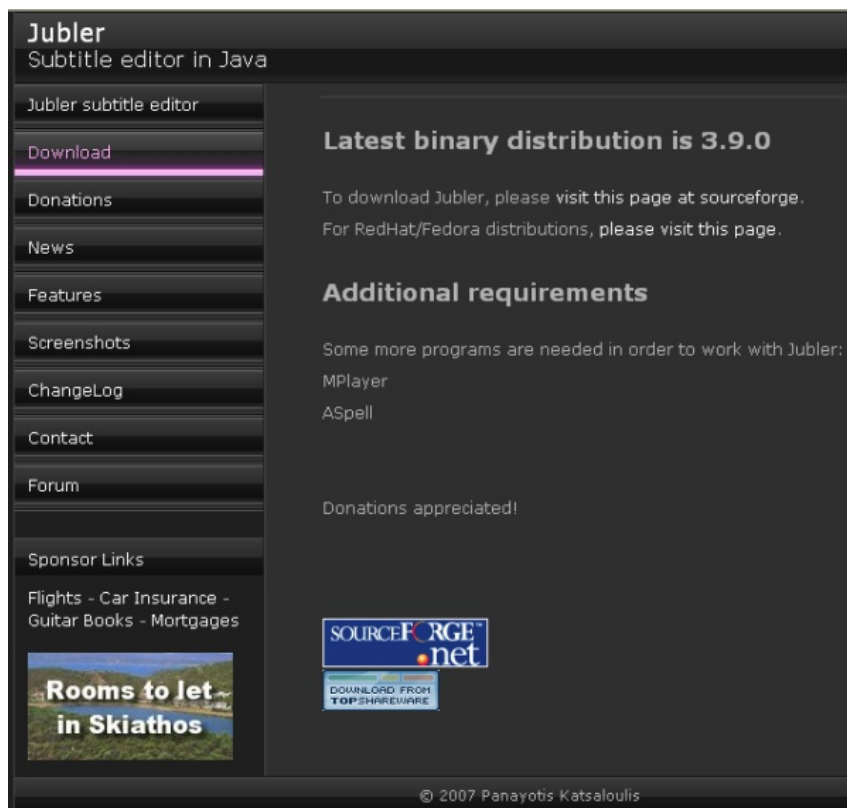 Jubler
Subtitle editor in Java
Jubler subtitle editor
Download
Donations
News
Features
Screenshots
ChangeLog
Contact
Forum
Sponsor Links
Flights - Car Insurance -
Guitar Books - Mortgages
Rooms to let
in Skiathos
Latest binary distribution is 3.9.0
To download Jubler, please visit this page at sourceforge.
For RedHat/Fedora distributions, please visit this page.
Additional requirements
Some more programs are needed in order to work with Jubler:
MPlayer
ASpell
Donations appreciated!
SOURCEFORGE™
net
DOWNLOAD FROM
TOPSHAREWARE
© 2007 Panayotis Katsaloulis